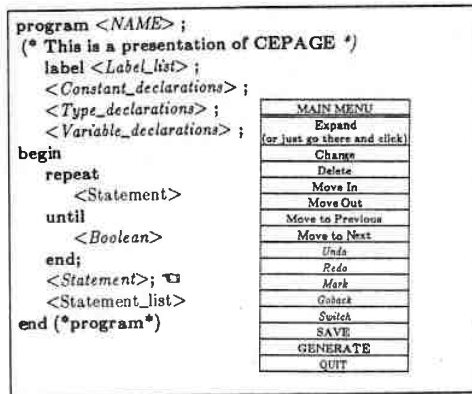 program <NAME> ;
(* This is a presentation of CEPAGE *)
label <Label_list> ;
<Constant_declarations> ;
<Type_declarations> ;
<Variable_declarations> ;
begin
repeat
<Statement>
until
<Boolean>
end;
<Statement>;
<Statement_list>
end (*program*)
MAIN MENU
Expand
(or just go there and click)
Change
Delete
Move In
Move Out
Move to Previous
Move to Next
Undo
Redo
Mark
Goback
Switch
SAVE
GENERATE
QUIT